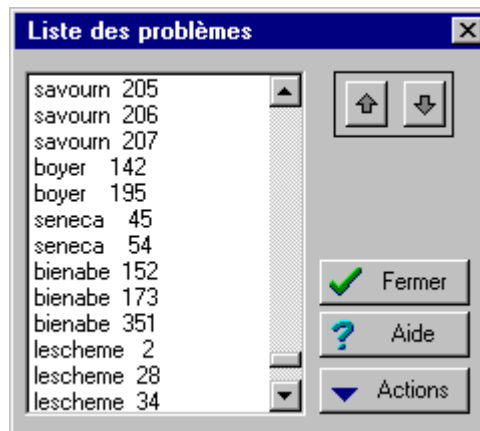 Liste des problèmes
savourn 205
savourn 206
savourn 207
boyer 142
boyer 195
seneca 45
seneca 54
bienabe 152
bienabe 173
bienabe 351
lescheme 2
lescheme 28
lescheme 34
Fermer
Aide
Actions